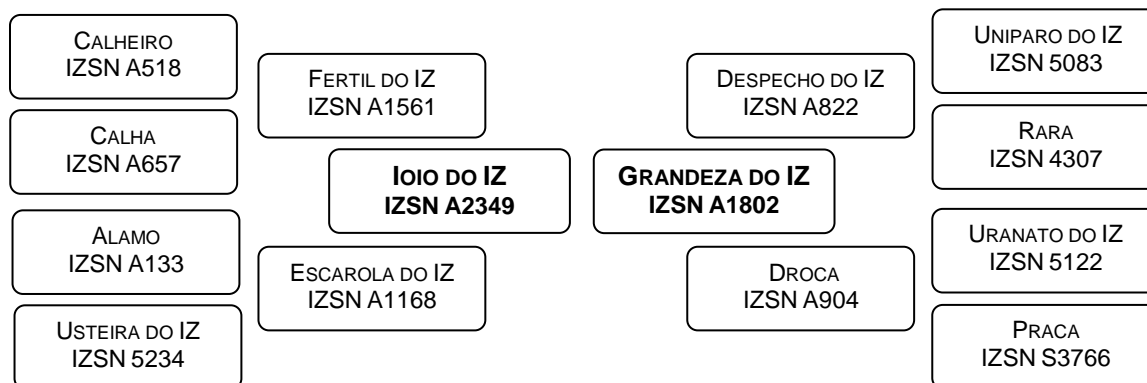 CALHEIRO
IZSN A518
CALHA
IZSN A657
ALAMO
IZSN A133
USTEIRA DO IZ
IZSN 5234
FERTIL DO IZ
IZSN A1561
ESCAROLA DO IZ
IZSN A1168
IOIO DO IZ
IZSN A2349
GRANDEZA DO IZ
IZSN A1802
DESPECHO DO IZ
IZSN A822
DROCA
IZSN A904
UNIPARO DO IZ
IZSN 5083
RARA
IZSN 4307
URANATO DO IZ
IZSN 5122
PRACA
IZSN S3766